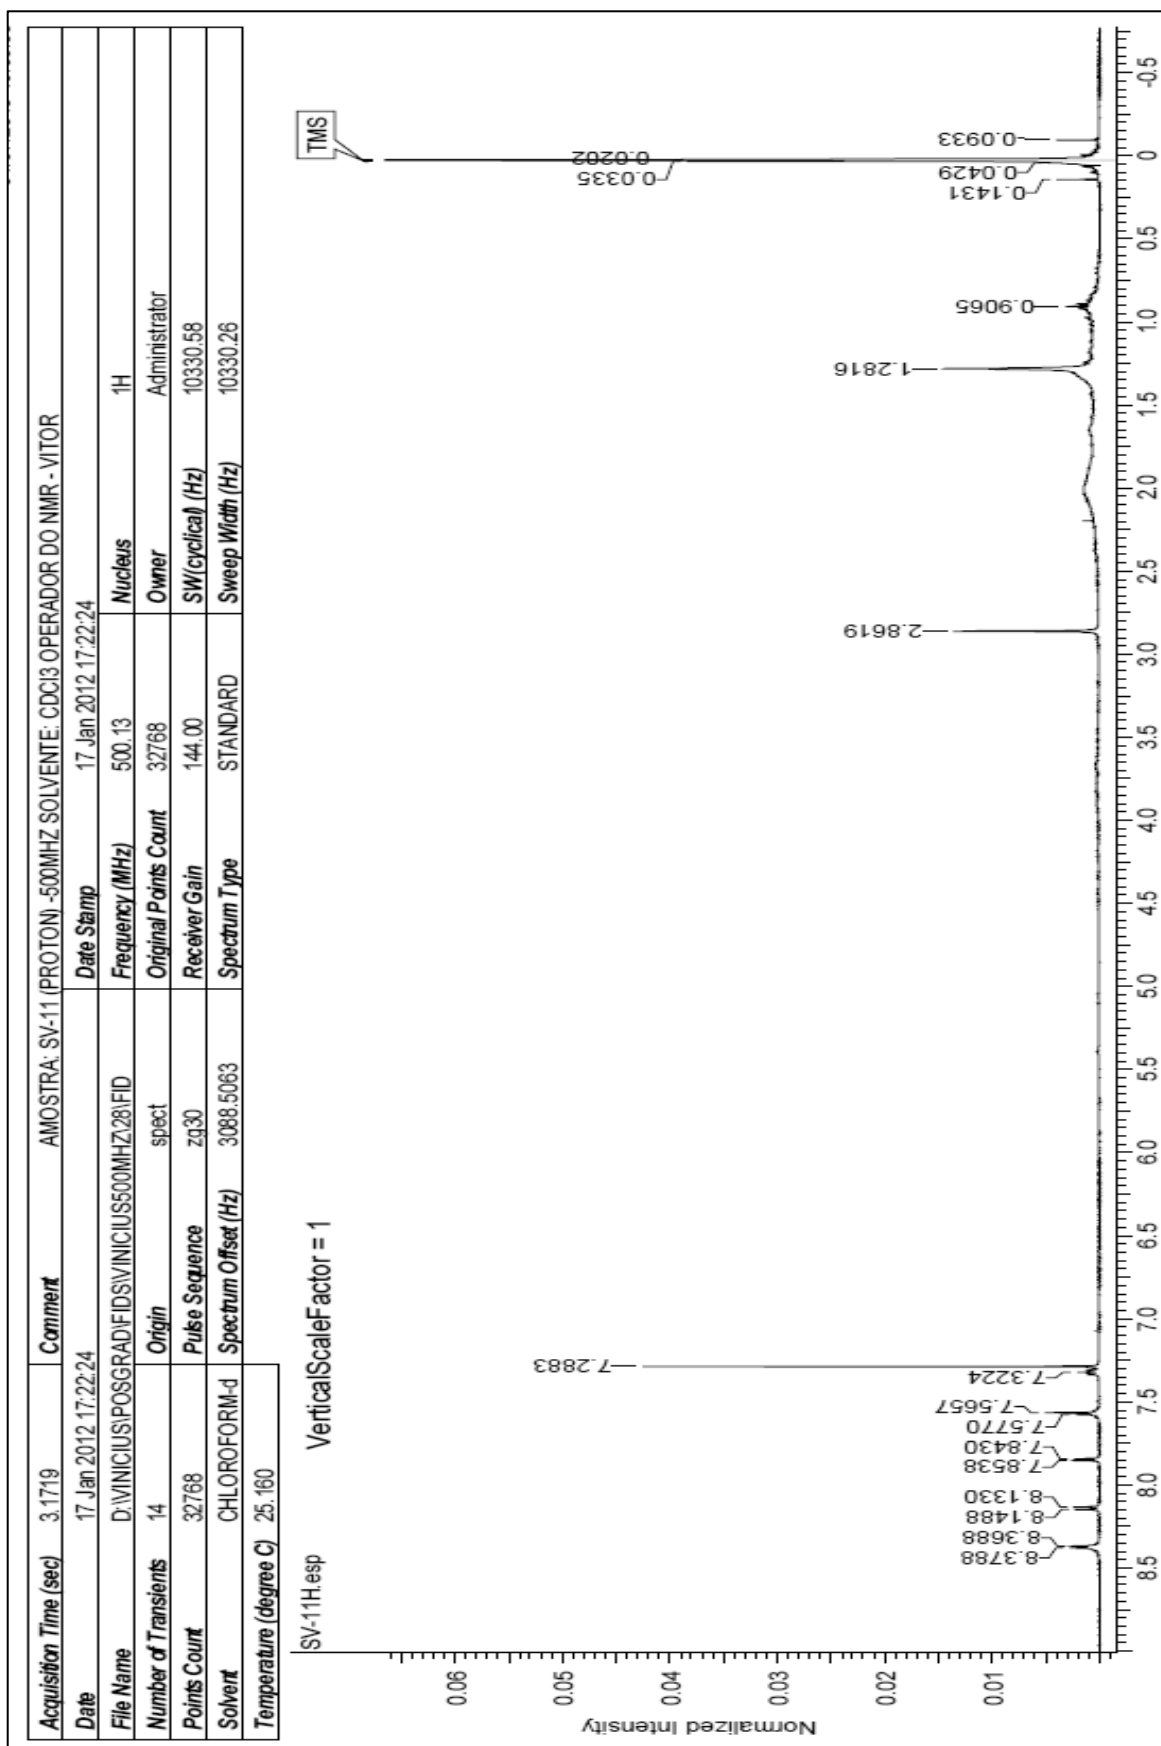 Acquisition Time (sec) 3.1719 Comment AMOSTRA: SV-11 (PROTON) -500MHZ SOLVENTE: CDCl3 OPERADOR DO NMR - VITOR
Date 17 Jan 2012 17:22:24 Date Stamp 17 Jan 2012 17:22:24
File Name D:\VINICIUS\POSGRAD\FIDS\VINICIUS500MHZ\28\FID Frequency (MHz) 500.13 Nucleus 1H
Number of Transients 14 Origin spect Original Points Count 32768 Owner Administrator
Points Count 32768 Pulse Sequence zg30 Receiver Gain 144.00 SW(cyclical) (Hz) 10330.58
Solvent CHLOROFORM-d Spectrum Offset (Hz) 3088.5063 Spectrum Type STANDARD Sweep Width (Hz) 10330.26
Temperature (degree C) 25.160
SV-11H.esp VerticalScaleFactor = 1
TMS
Normalized Intensity
0.06
0.05
0.04
0.03
0.02
0.01
8.3788
8.3688
8.1488
8.1330
7.8538
7.8430
7.5770
7.5657
7.3224
7.2883
2.8619
1.2816
0.9065
0.1431
0.0429
0.0335
0.0202
0.0933
8.5 8.0 7.5 7.0 6.5 6.0 5.5 5.0 4.5 4.0 3.5 3.0 2.5 2.0 1.5 1.0 0.5 0 -0.5